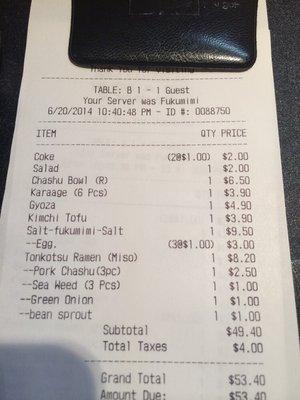 Thank You for Visiting
TABLE: B 1 - 1 Guest
Your Server was Fukumimi
6/20/2014 10:40:48 PM - ID #: 0088750
ITEM QTY PRICE
Coke (2@$1.00) $2.00
Salad 1 $2.00
Chashu Bowl (R) 1 $6.50
Karaage (6 Pcs) 1 $3.90
Gyoza 1 $4.90
Kimchi Tofu 1 $3.90
Salt-fukumimi-Salt 1 $9.50
--Egg. (3@$1.00) $3.00
Tonkotsu Ramen (Miso) 1 $8.20
--Pork Chashu(3pc) 1 $2.50
--Sea Weed (3 Pcs) 1 $1.00
--Green Onion 1 $1.00
--bean sprout 1 $1.00
Subtotal $49.40
Total Taxes $4.00
Grand Total $53.40
Amount Due: $53.40